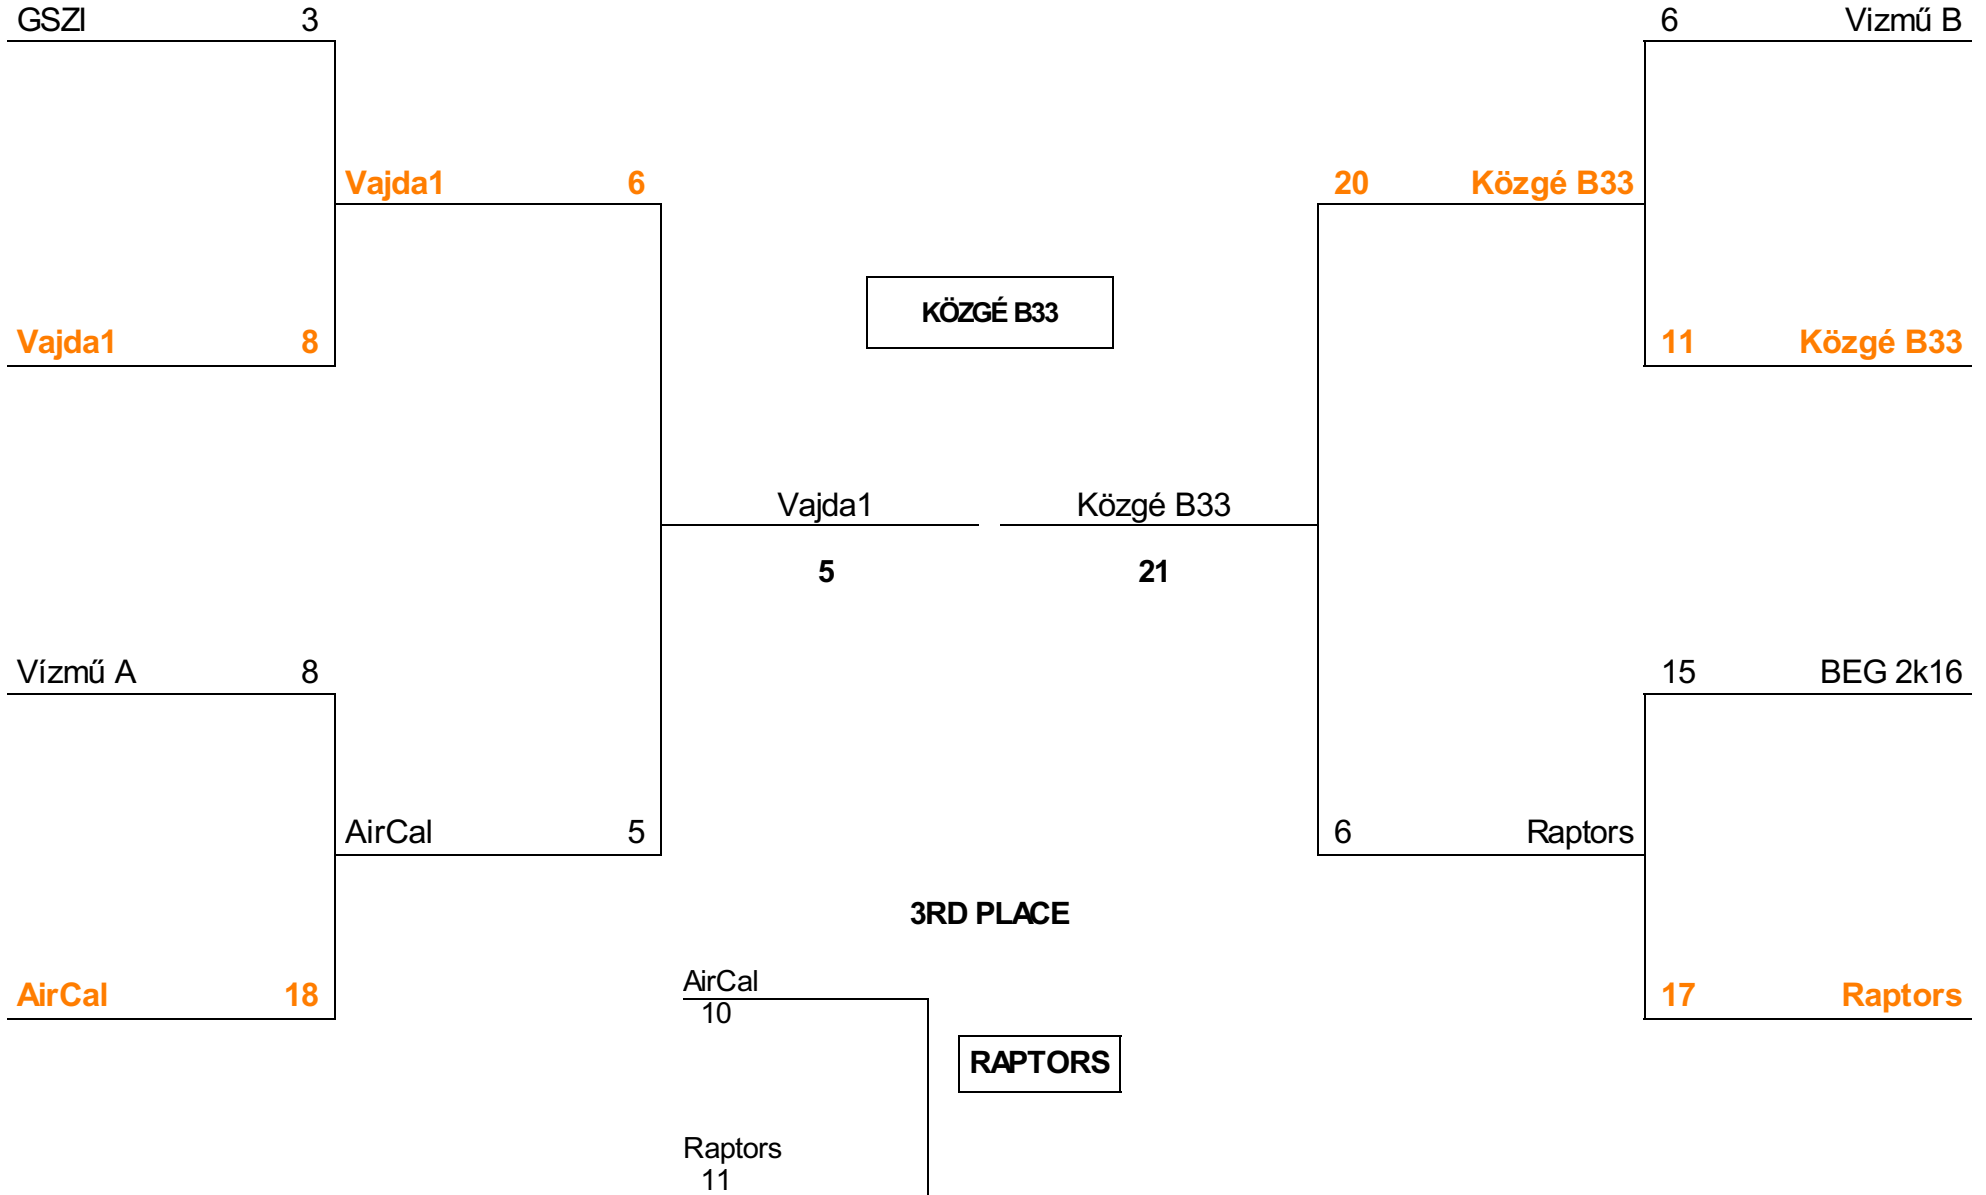 GSZI 3
6 Vizmű B
Vajda1 6
20 Közgé B33
KÖZGÉ B33
Vajda1 8
11 Közgé B33
Vajda1
Közgé B33
5
21
Vízmű A 8
15 BEG 2k16
AirCal 5
6 Raptors
3RD PLACE
AirCal 18
AirCal
10
17 Raptors
RAPTORS
Raptors
11